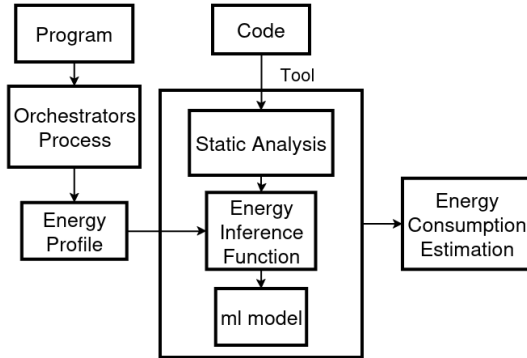 Program
Code
Tool
Orchestrators
Process
Static Analysis
Energy
Profile
Energy
Inference
Function
Energy
Consumption
Estimation
ml model